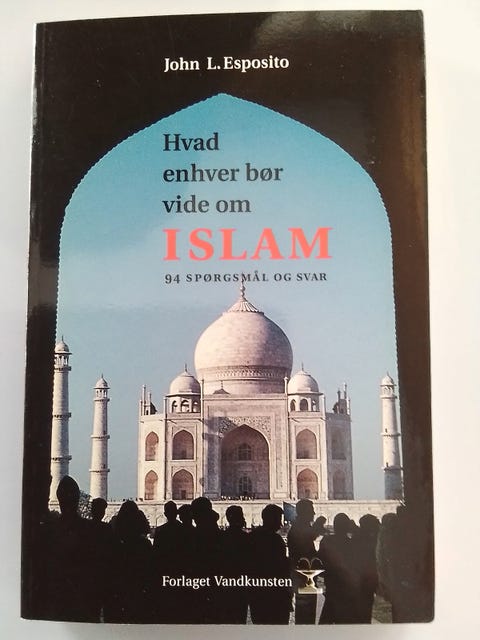 John L. Esposito
Hvad
enhver bør
vide om
ISLAM
94 SPØRGSMÅL OG SVAR
Forlaget Vandkunsten